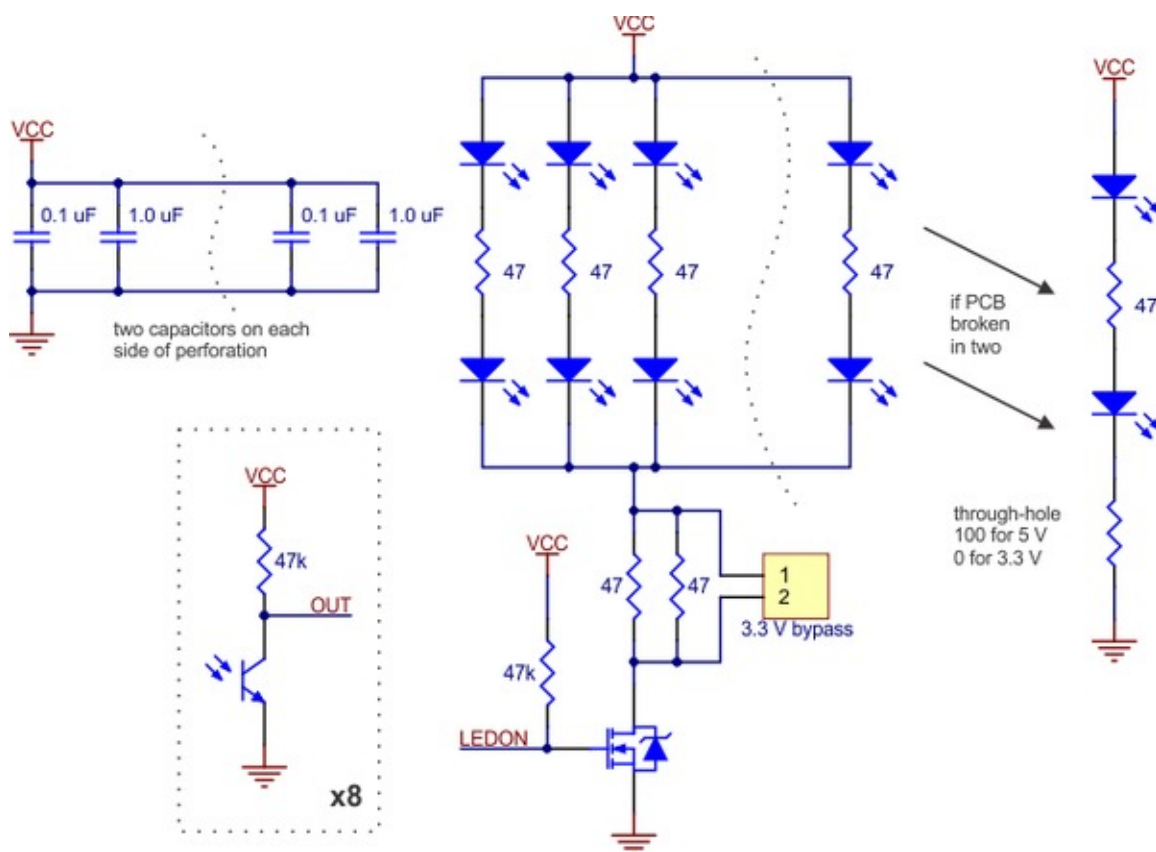 VCC
VCC
VCC
0.1 uF
1.0 uF
0.1 uF
1.0 uF
47
47
47
47
47
two capacitors on each
side of perforation
if PCB
broken
in two
VCC
47k
OUT
x8
VCC
47k
LEDON
47
47
1
2
3.3 V bypass
through-hole
100 for 5 V
0 for 3.3 V